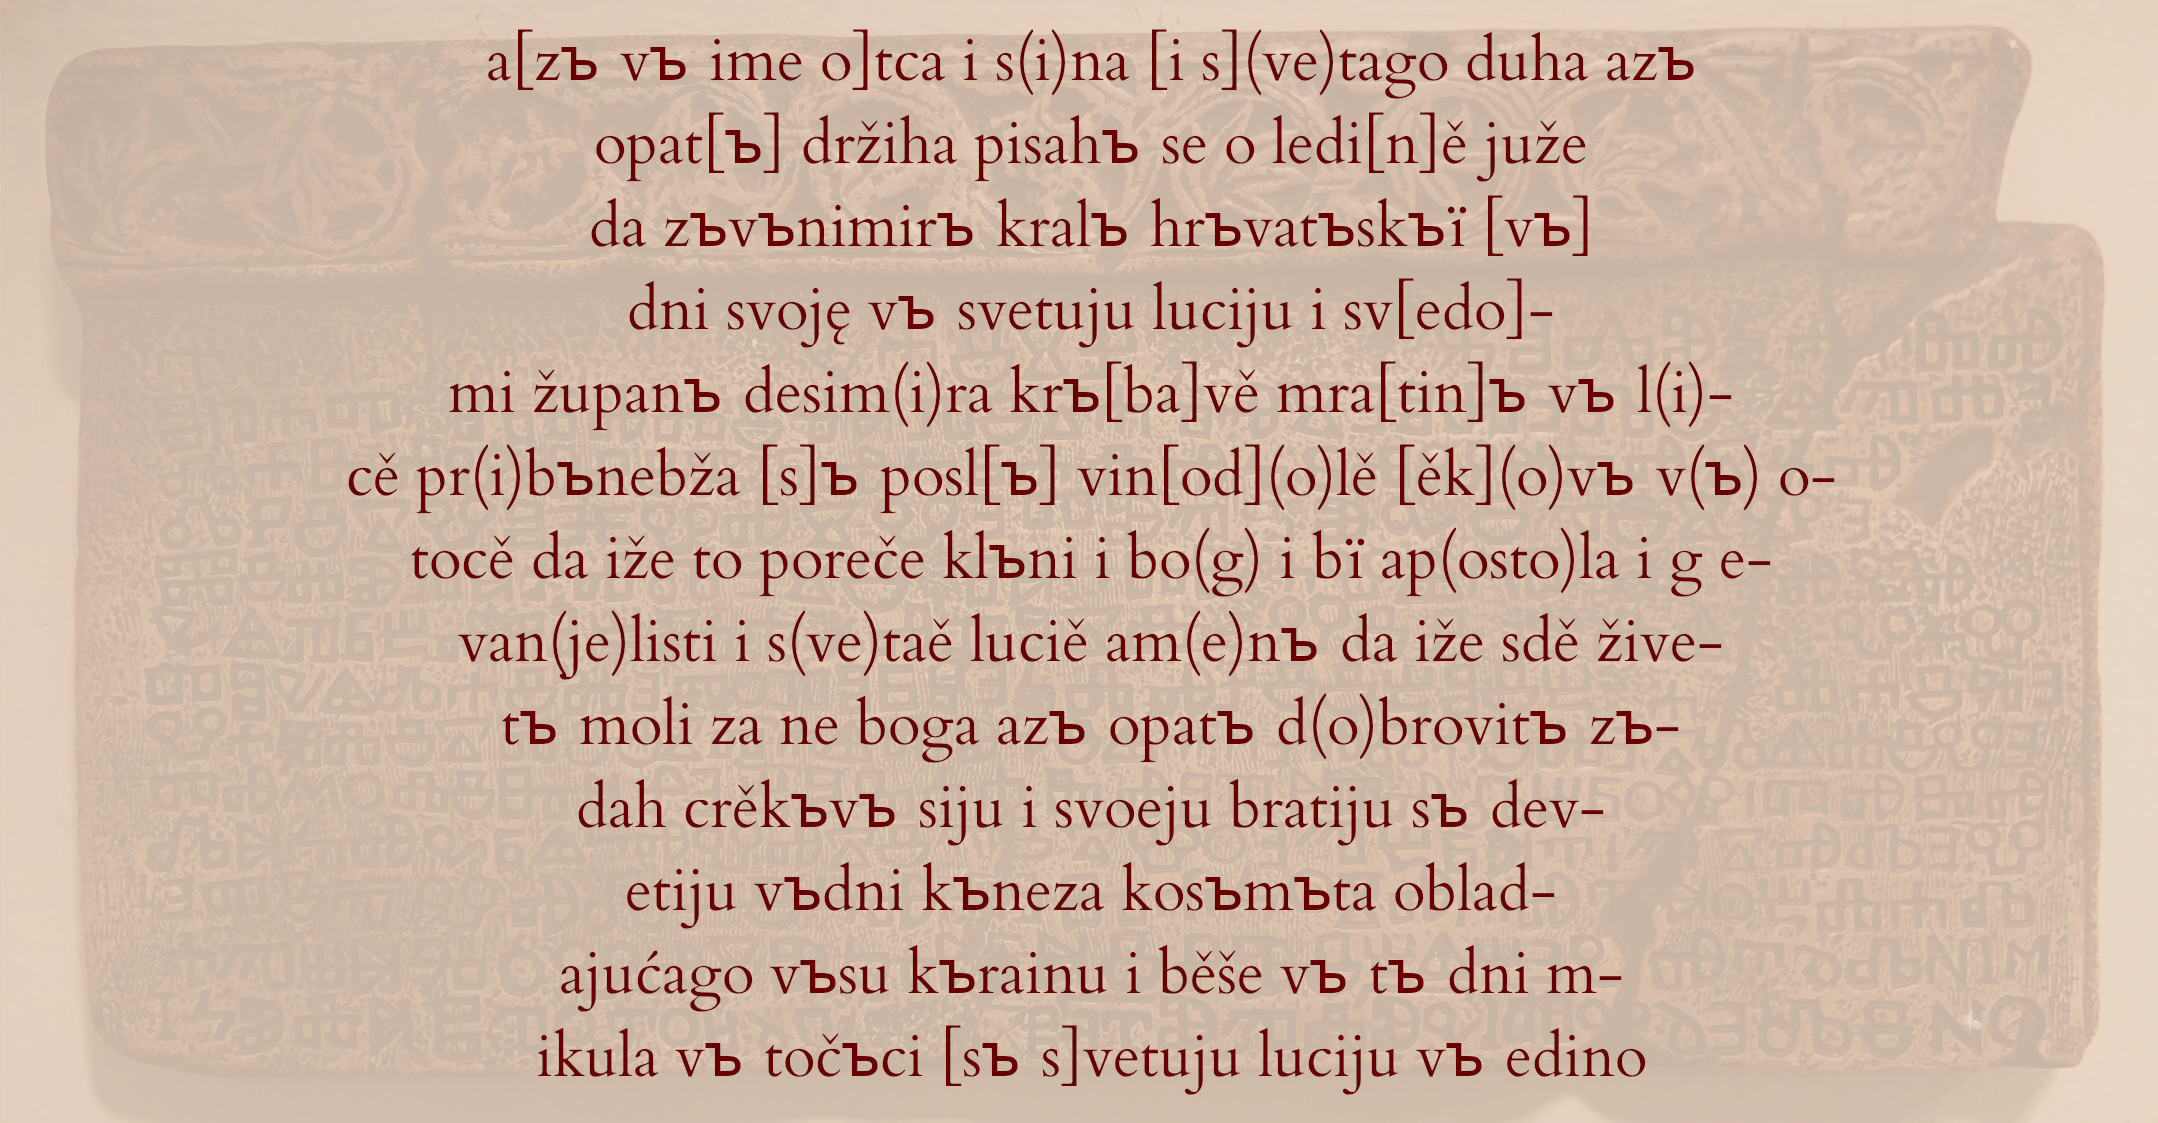 a[zъ vъ ime o]tca i s(i)na [i s](ve)tago duha azъ
opat[ъ] držiha pisahъ se o ledi[n]ě juže
da zъvъnimirъ kralъ hrъvatъskъï [vъ]
dni svoję vъ svetuju luciju i sv[edo]-
mi županъ desim(i)ra krъ[ba]vě mra[tin]ъ vъ l(i)-
cě pr(i)bъnebža [s]ъ posl[ъ] vin[od](o)lě [ěk](o)vъ v(ъ) o-
tocě da iže to poreče klъni i bo(g) i bï ap(osto)la i g e-
van(je)listi i s(ve)taě luciě am(e)nъ da iže sdě žive-
tъ moli za ne boga azъ opatъ d(o)brovitъ zъ-
dah crěkъvъ siju i svoeju bratiju sъ dev-
etiju vъdni kъneza kosъmъta oblad-
ajućago vъsu kъrainu i běše vъ tъ dni m-
ikula vъ točъci [sъ s]vetuju luciju vъ edino